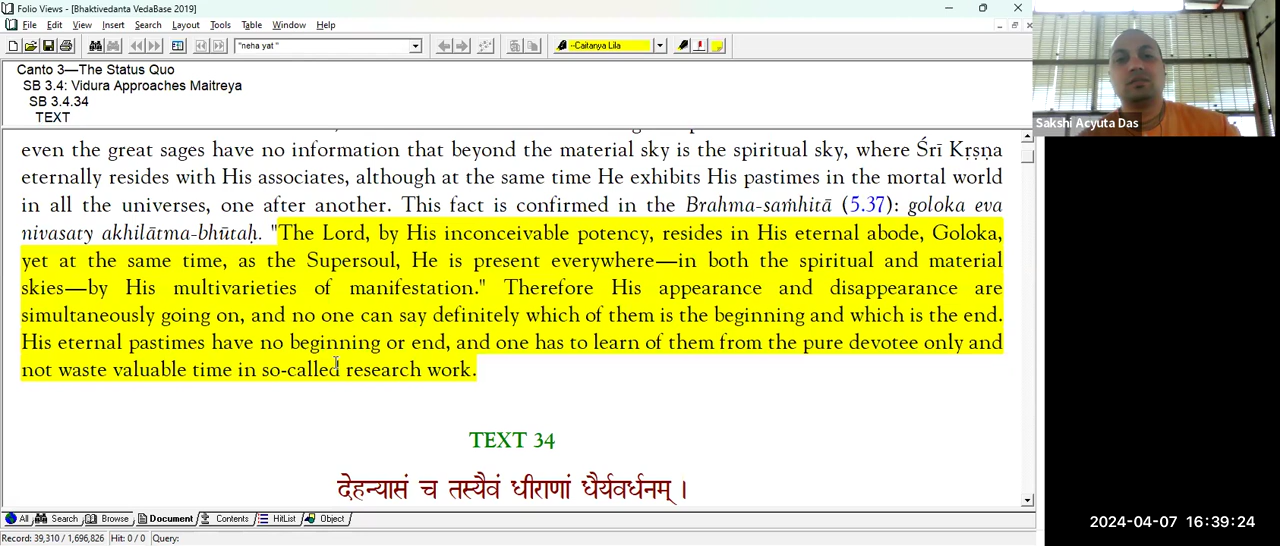 Folio Views - [Bhaktivedanta VedaBase 2019]
File Edit View Insert Search Layout Tools Table Window Help
"neha yat "
~Caitanya Lila
Canto 3—The Status Quo
SB 3.4: Vidura Approaches Maitreya
SB 3.4.34
TEXT
even the great sages have no information that beyond the material sky is the spiritual sky, where Śrī Kṛṣṇa
eternally resides with His associates, although at the same time He exhibits His pastimes in the mortal world
in all the universes, one after another. This fact is confirmed in the Brahma-saṁhitā (5.37): goloka eva
nivasaty akhilātma-bhūtaḥ. "The Lord, by His inconceivable potency, resides in His eternal abode, Goloka,
yet at the same time, as the Supersoul, He is present everywhere—in both the spiritual and material
skies—by His multivarieties of manifestation." Therefore His appearance and disappearance are
simultaneously going on, and no one can say definitely which of them is the beginning and which is the end.
His eternal pastimes have no beginning or end, and one has to learn of them from the pure devotee only and
not waste valuable time in so-called research work.
TEXT 34
देहन्यासं च तस्यैवं धीराणां धैर्यवर्धनम् ।
All Search Browse Document Contents HitList Object
Record: 39,310 / 1,696,826 Hit: 0 / 0 Query:
Sakshi Acyuta Das
2024-04-07 16:39:24